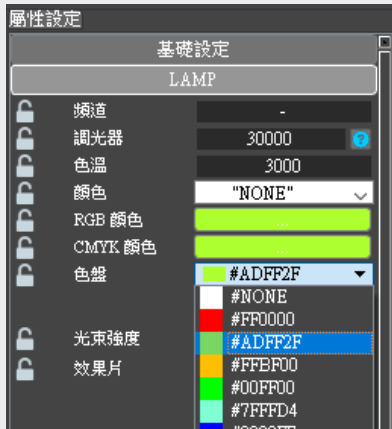 屬性設定
基礎設定
LAMP
頻道 -
調光器 30000 ?
色溫 3000
顏色 "NONE"
RGB 顏色 ...
CMYK 顏色 ...
色盤 #ADFF2F
#NONE
#FF0000
光束強度 #ADFF2F
效果片 #FFBF00
#00FF00
#7FFFD4
#0000FF